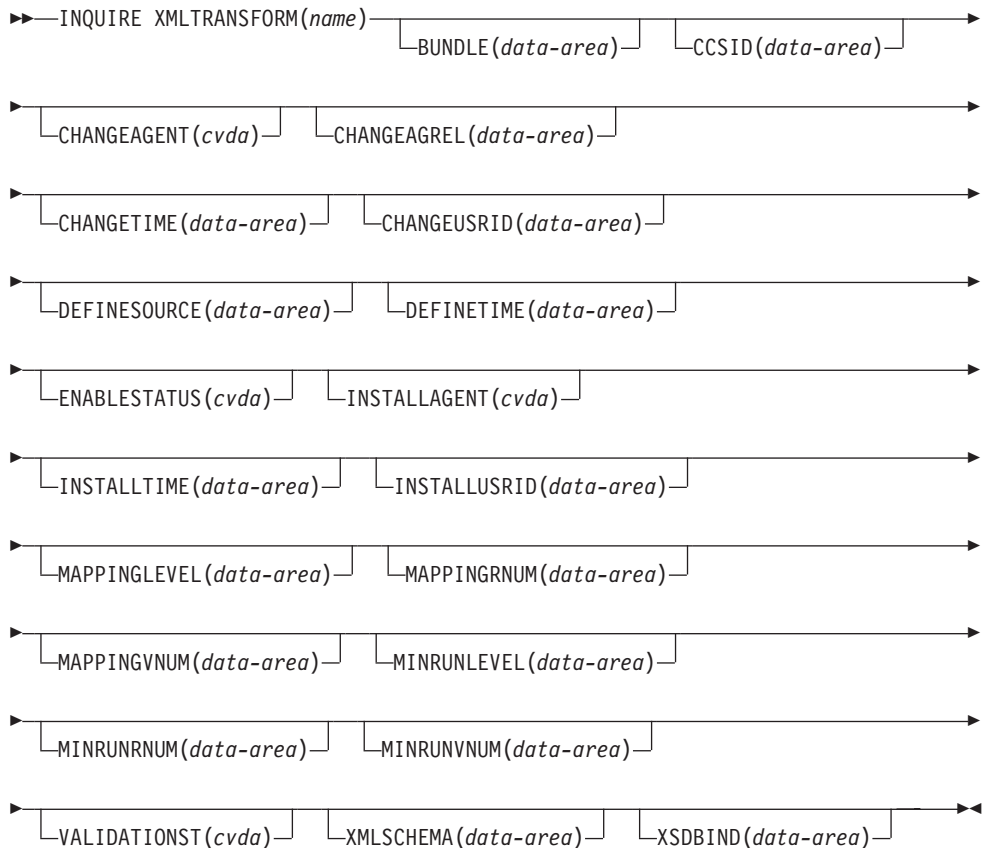 INQUIRE XMLTRANSFORM(name)
BUNDLE(data-area) CCSID(data-area)
CHANGEAGENT(cvda) CHANGEAGREL(data-area)
CHANGETIME(data-area) CHANGEUSRID(data-area)
DEFINESOURCE(data-area) DEFINETIME(data-area)
ENABLESTATUS(cvda) INSTALLAGENT(cvda)
INSTALLTIME(data-area) INSTALLUSRID(data-area)
MAPPINGLEVEL(data-area) MAPPINGRNUM(data-area)
MAPPINGVNUM(data-area) MINRUNLEVEL(data-area)
MINRUNRNUM(data-area) MINRUNVNUM(data-area)
VALIDATIONST(cvda) XMLSCHEMA(data-area) XSDBIND(data-area)